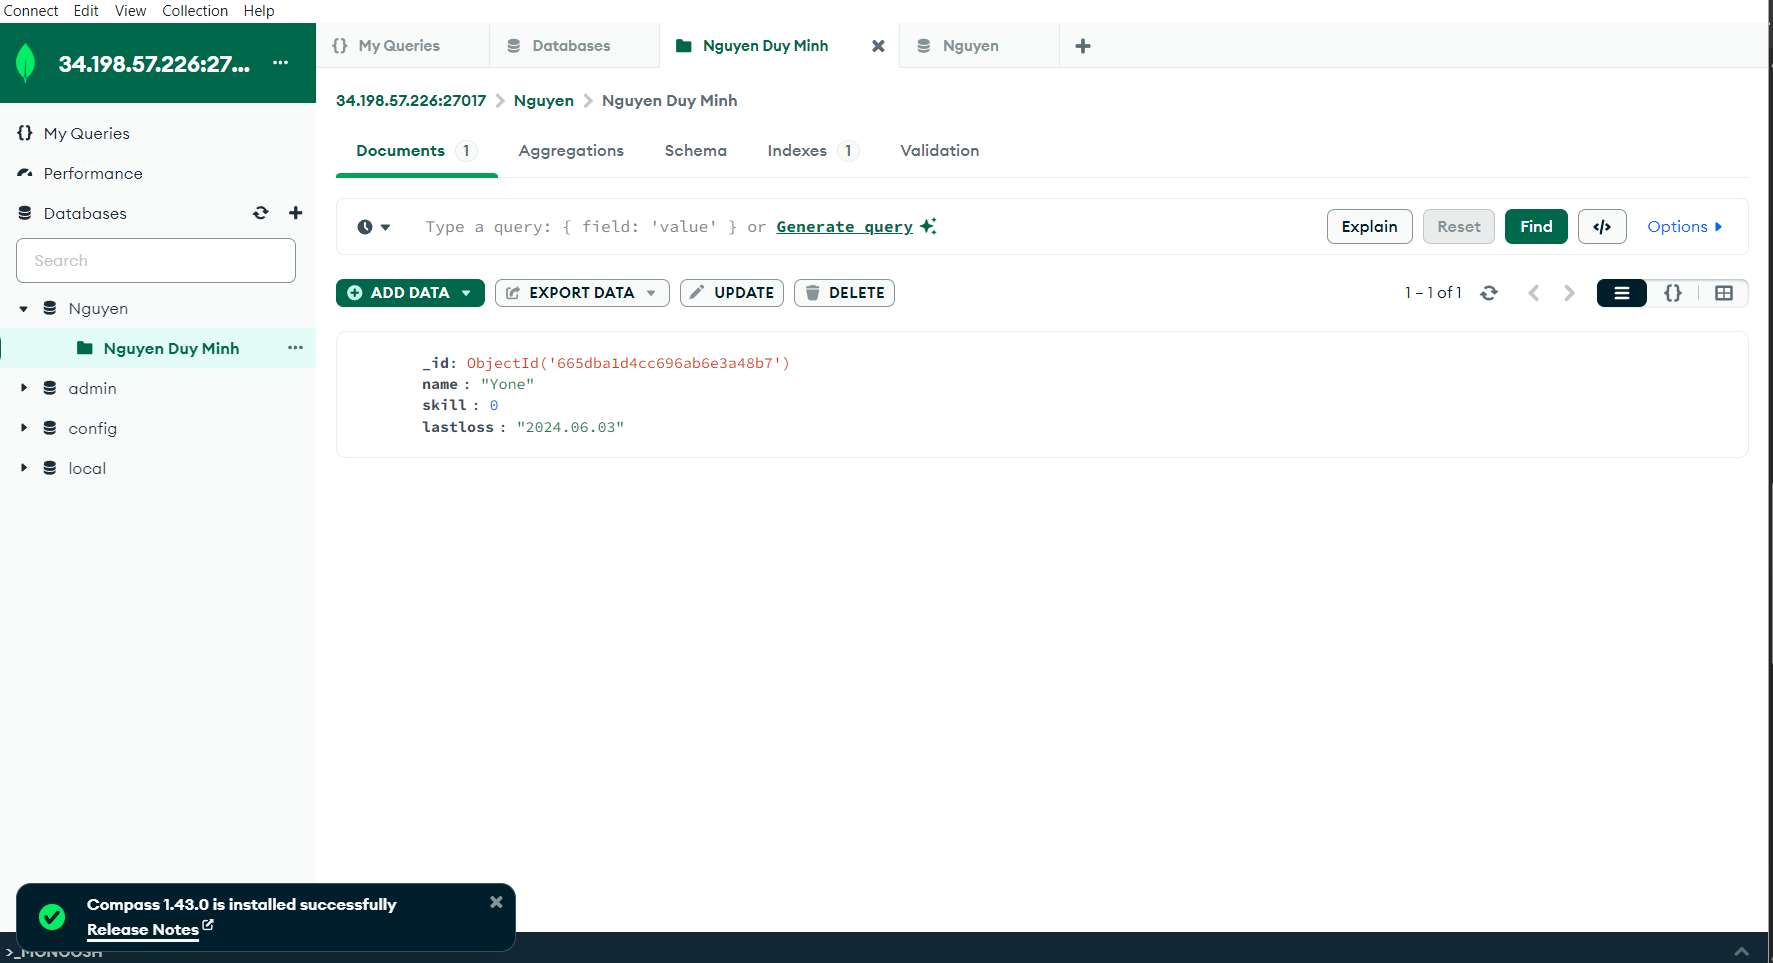 Connect Edit View Collection Help
34.198.57.226:27... ...
My Queries
Databases
Nguyen Duy Minh
Nguyen
34.198.57.226:27017 > Nguyen > Nguyen Duy Minh
{} My Queries
Performance
Databases
Search
Nguyen
Nguyen Duy Minh ...
admin
config
local
Documents 1 Aggregations Schema Indexes 1 Validation
Type a query: { field: 'value' } or Generate query
Explain Reset Find </> Options
ADD DATA EXPORT DATA UPDATE DELETE
1 – 1 of 1
{}
_id: ObjectId('665dba1d4cc696ab6e3a48b7')
name : "Yone"
skill : 0
lastloss : "2024.06.03"
Compass 1.43.0 is installed successfully
Release Notes
>_MONGOSH